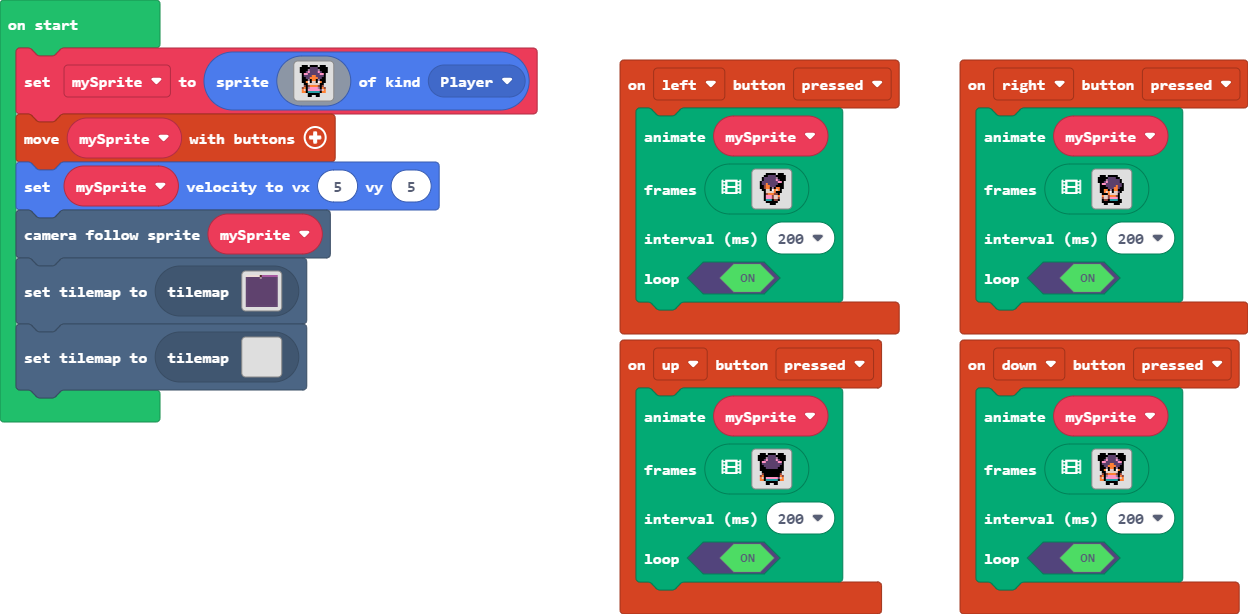 on start
set mySprite to sprite of kind Player
move mySprite with buttons
set mySprite velocity to vx 5 vy 5
camera follow sprite mySprite
set tilemap to tilemap
set tilemap to tilemap
on left button pressed
animate mySprite
frames
interval (ms) 200
loop ON
on right button pressed
animate mySprite
frames
interval (ms) 200
loop ON
on up button pressed
animate mySprite
frames
interval (ms) 200
loop ON
on down button pressed
animate mySprite
frames
interval (ms) 200
loop ON